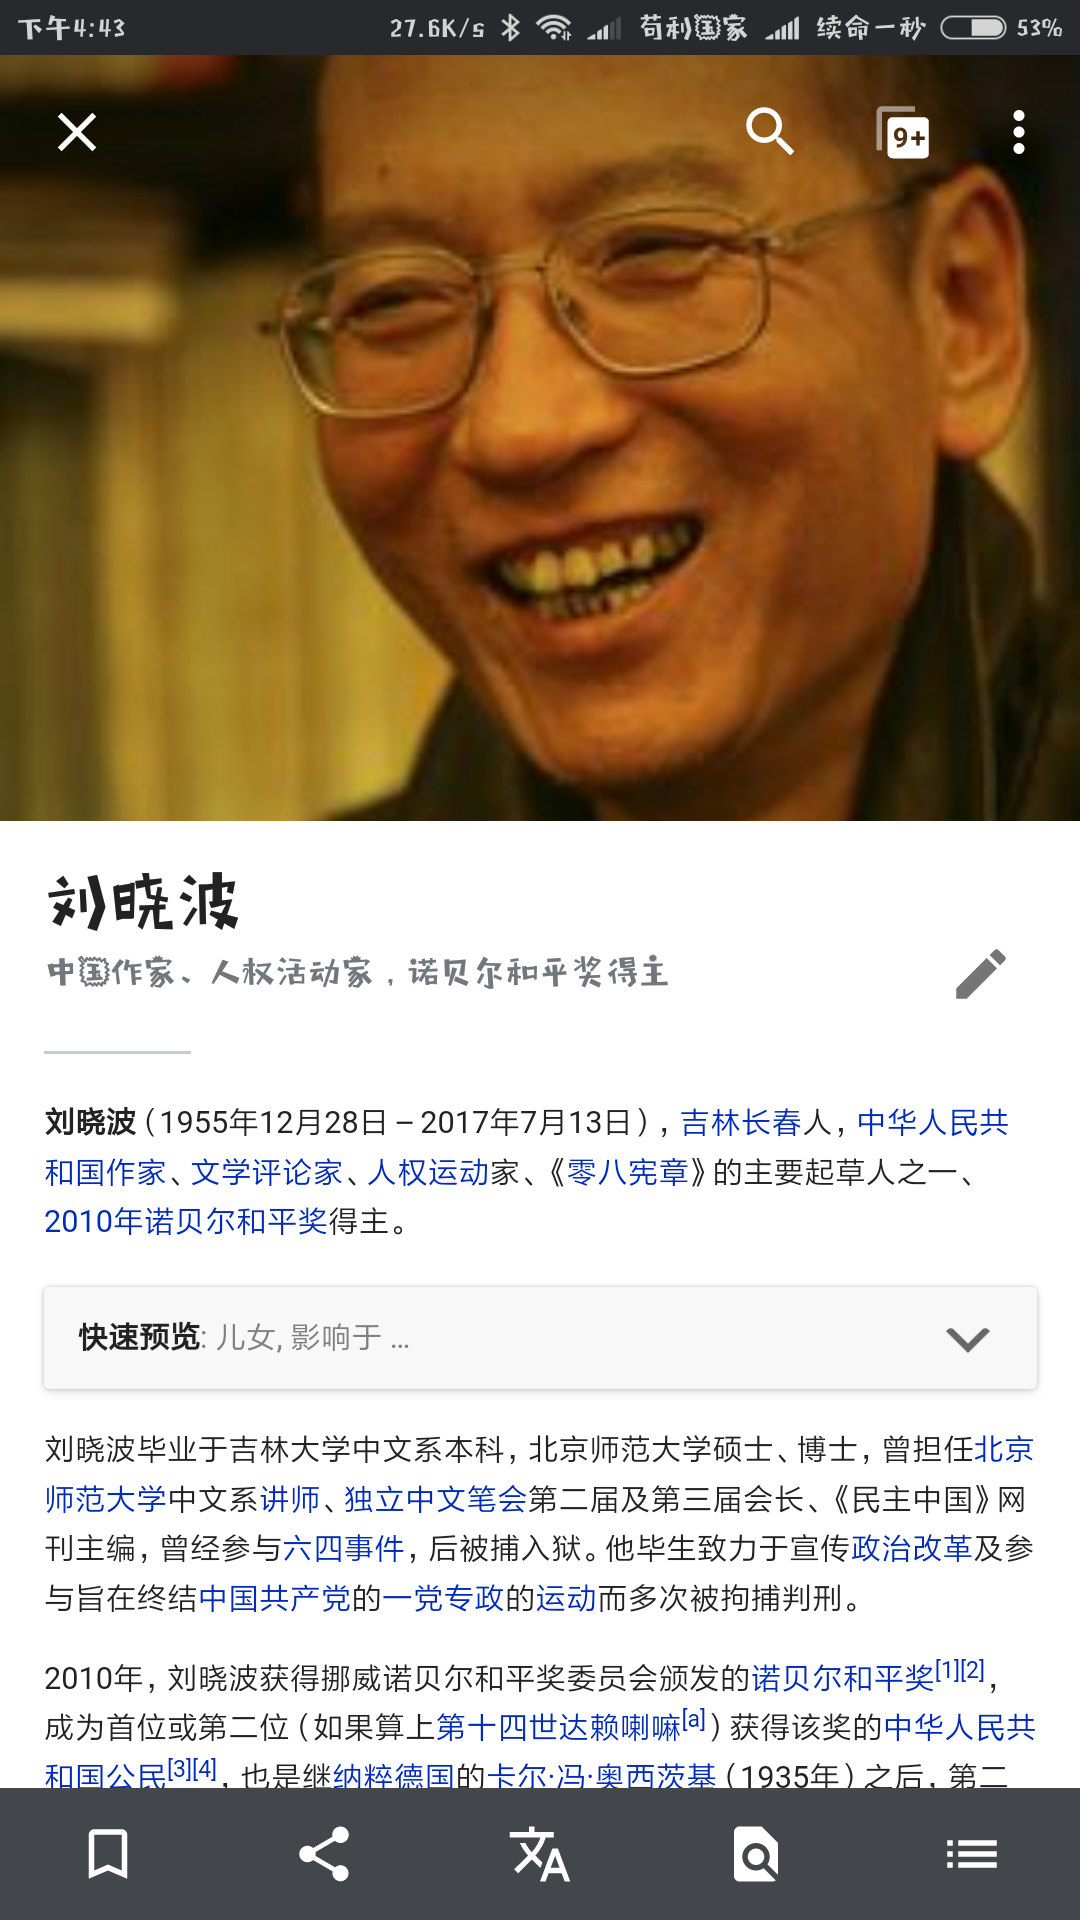 下午4:43 27.6K/s 苟利国家 续命一秒 53%
9+
刘晓波
中国作家、人权活动家，诺贝尔和平奖得主
刘晓波（1955年12月28日－2017年7月13日），吉林长春人，中华人民共
和国作家、文学评论家、人权运动家、《零八宪章》的主要起草人之一、
2010年诺贝尔和平奖得主。
快速预览: 儿女, 影响于 ...
刘晓波毕业于吉林大学中文系本科，北京师范大学硕士、博士，曾担任北京
师范大学中文系讲师、独立中文笔会第二届及第三届会长、《民主中国》网
刊主编，曾经参与六四事件，后被捕入狱。他毕生致力于宣传政治改革及参
与旨在终结中国共产党的一党专政的运动而多次被拘捕判刑。
2010年，刘晓波获得挪威诺贝尔和平奖委员会颁发的诺贝尔和平奖[1][2]，
成为首位或第二位（如果算上第十四世达赖喇嘛[a]）获得该奖的中华人民共
和国公民[3][4]，也是继纳粹德国的卡尔·冯·奥西茨基（1935年）之后，第二